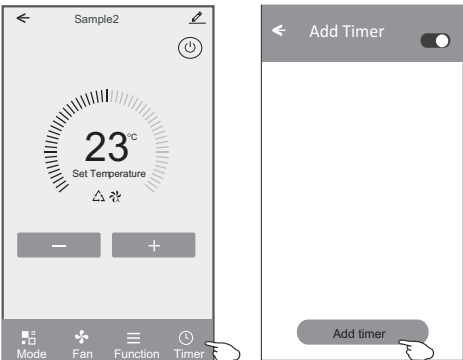 Sample2
23°C
Set Temperature
Mode Fan Function Timer
Add Timer
Add timer